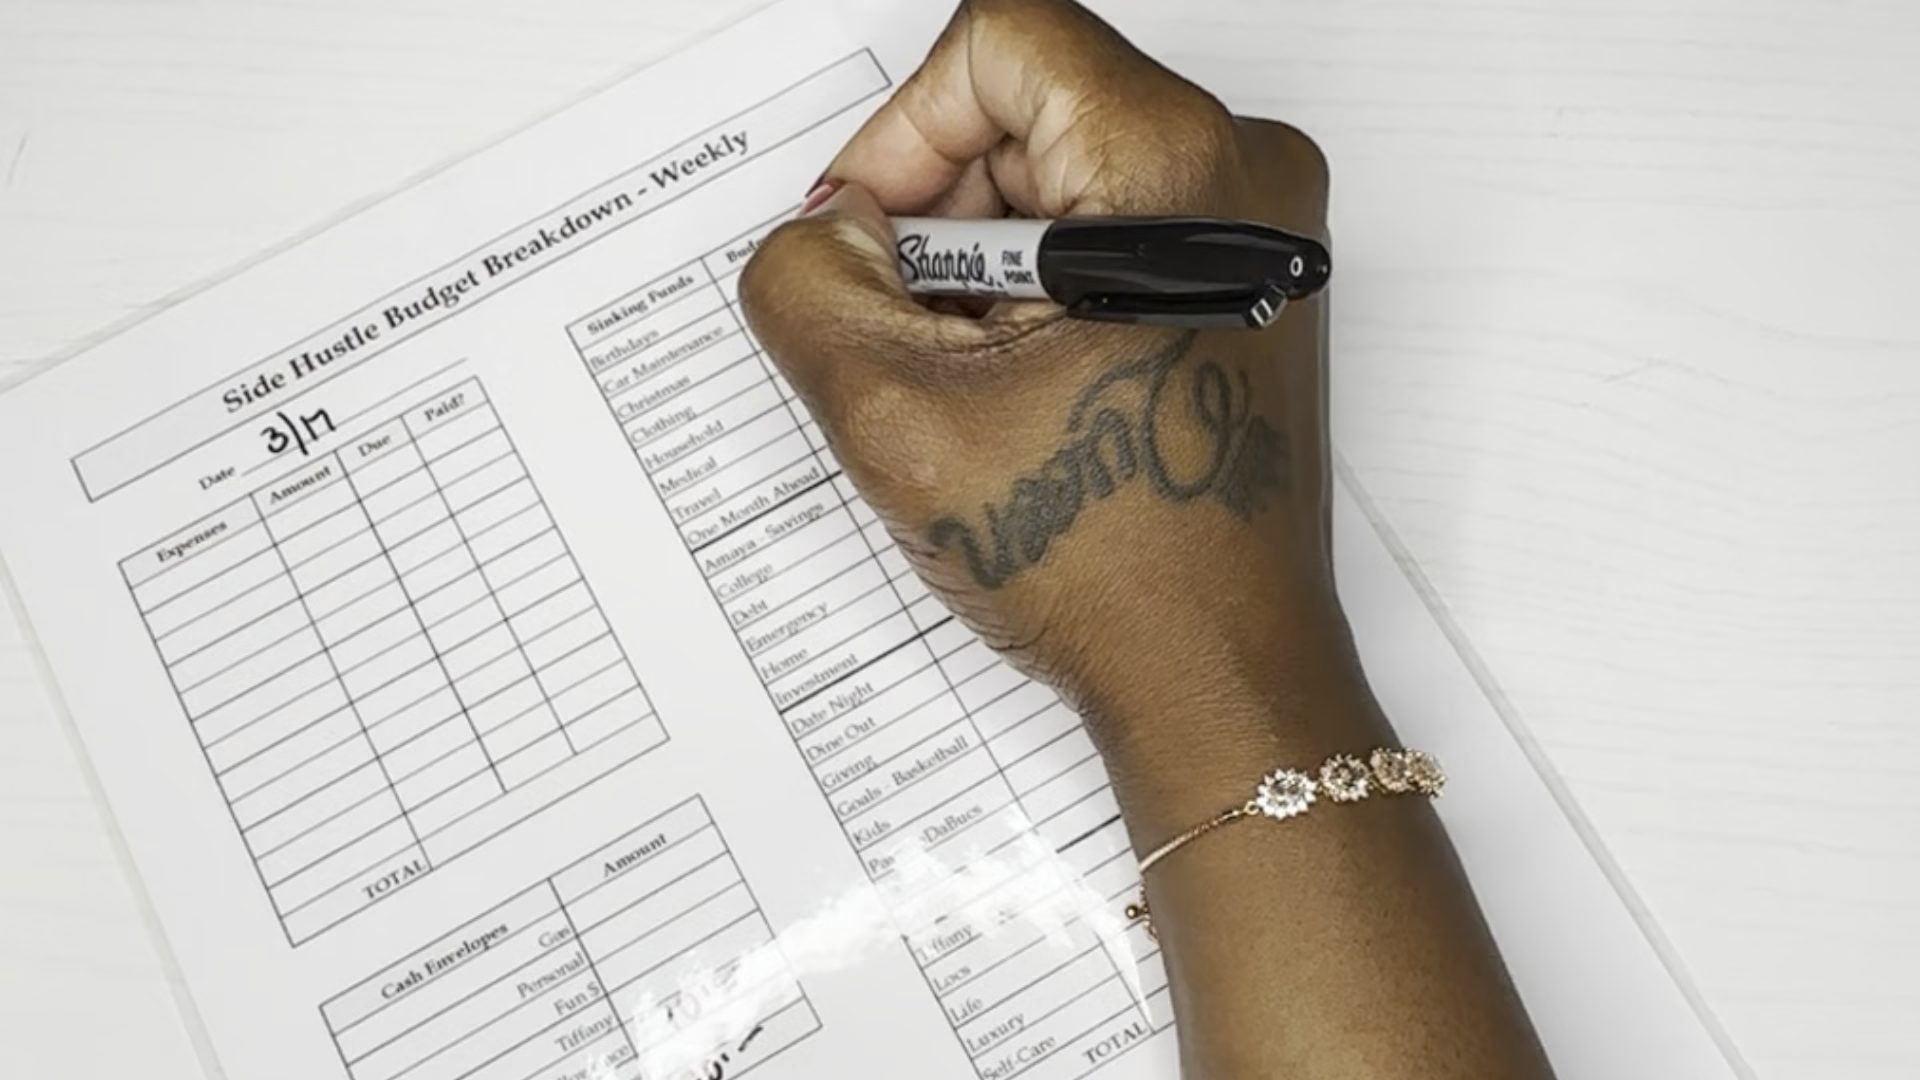 Side Hustle Budget Breakdown - Weekly
Date 3/17
Expenses Amount Due Paid?
TOTAL
Cash Envelopes Amount
Gas
Personal
Fun $
Tiffany
Sinking Funds
Birthdays
Car Maintenance
Christmas
Clothing
Household
Medical
Travel
One Month Ahead
Amaya - Savings
College
Debt
Emergency
Home
Investment
Date Night
Dine Out
Giving
Goals - Basketball
Kids
DaBucs
Tiffany
Locs
Life
Luxury
Self-Care
TOTAL
Sharpie. FINE POINT